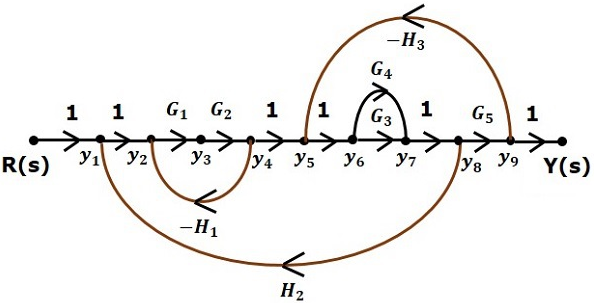 -H₃
G₄
1 1 G₁ G₂ 1 1 G₃ 1 G₅ 1
R(s) y₁ y₂ y₃ y₄ y₅ y₆ y₇ y₈ y₉ Y(s)
-H₁
H₂